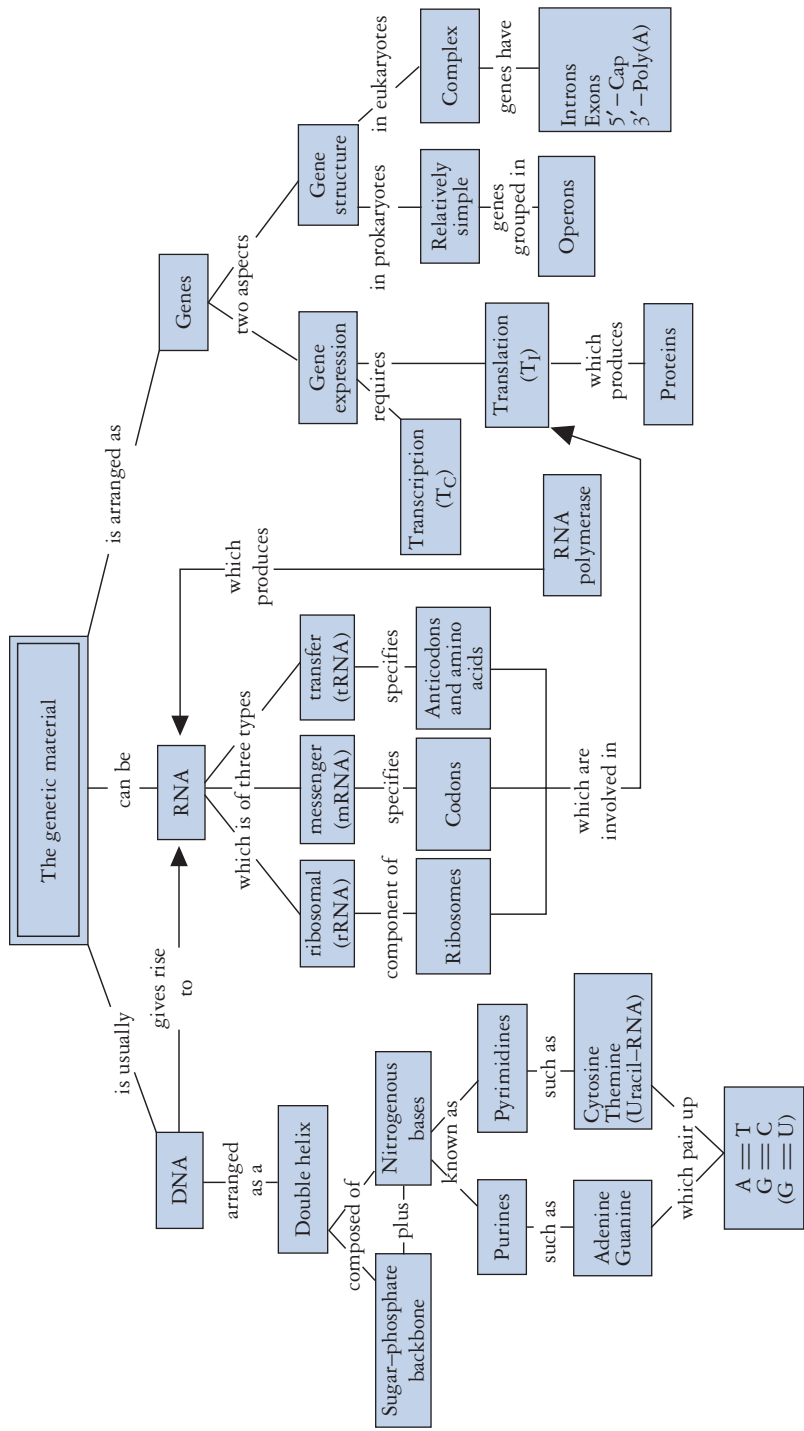 The genetic material
is usually
can be
is arranged as
DNA
gives rise
to
RNA
Genes
arranged
as a
which is of three types
which
produces
two aspects
Double helix
ribosomal
(rRNA)
messenger
(mRNA)
transfer
(tRNA)
Gene
expression
Gene
structure
composed of
component of
specifies
specifies
requires
in prokaryotes
in eukaryotes
Sugar–phosphate
backbone
plus
Nitrogenous
bases
Ribosomes
Codons
Anticodons
and amino
acids
Transcription
(TC)
Relatively
simple
Complex
known as
genes
grouped in
genes have
Purines
Pyrimidines
which are
involved in
RNA
polymerase
Translation
(TI)
Operons
Introns
Exons
5′–Cap
3′–Poly(A)
such as
such as
which
produces
Adenine
Guanine
Cytosine
Themine
(Uracil–RNA)
Proteins
which pair up
A = T
G ≡ C
(G = U)